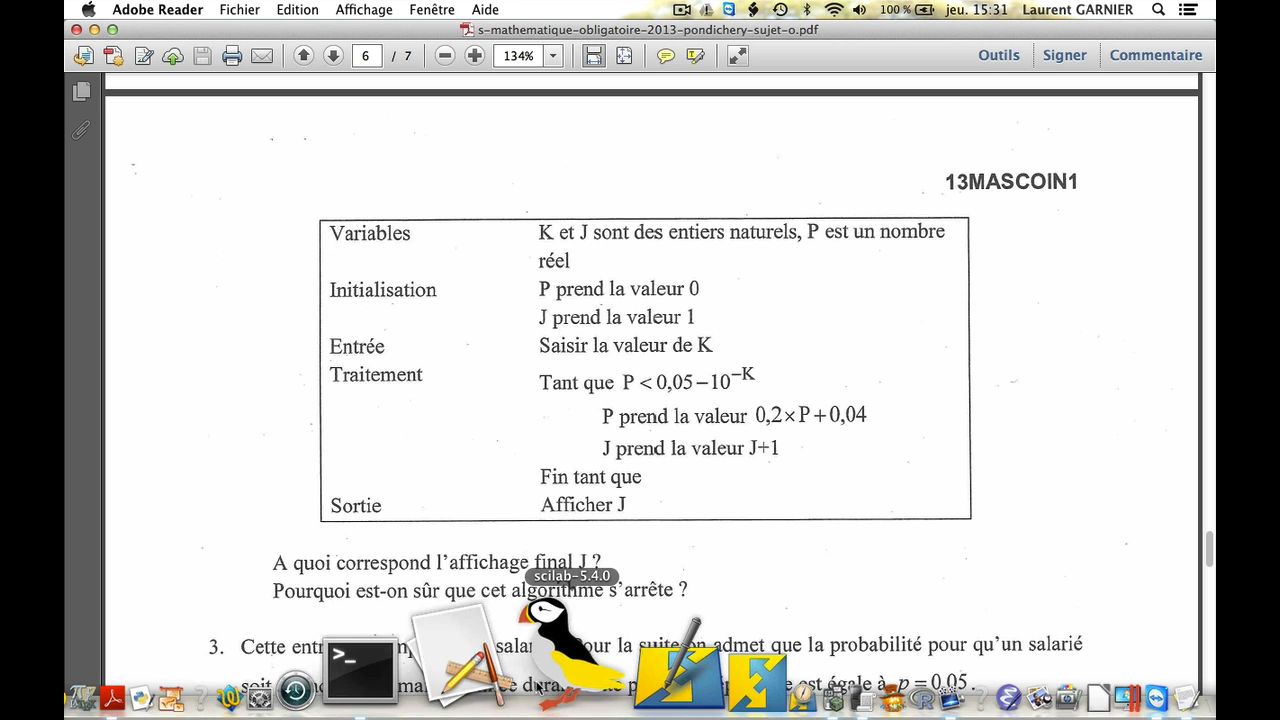 Adobe Reader Fichier Edition Affichage Fenêtre Aide 100 % jeu. 15:31 Laurent GARNIER
s-mathematique-obligatoire-2013-pondichery-sujet-o.pdf
6 / 7 134% Outils Signer Commentaire
13MASCOIN1
Variables K et J sont des entiers naturels, P est un nombre
réel
Initialisation P prend la valeur 0
J prend la valeur 1
Entrée Saisir la valeur de K
Traitement Tant que P < 0,05 – 10^–K
P prend la valeur 0,2 × P + 0,04
J prend la valeur J+1
Fin tant que
Sortie Afficher J
A quoi correspond l'affichage final J ?
scilab-5.4.0
Pourquoi est-on sûr que cet algorithme s'arrête ?
3. Cette salar our la suite on admet que la probabilité pour qu'un salarié
soit est égale à p = 0,05.